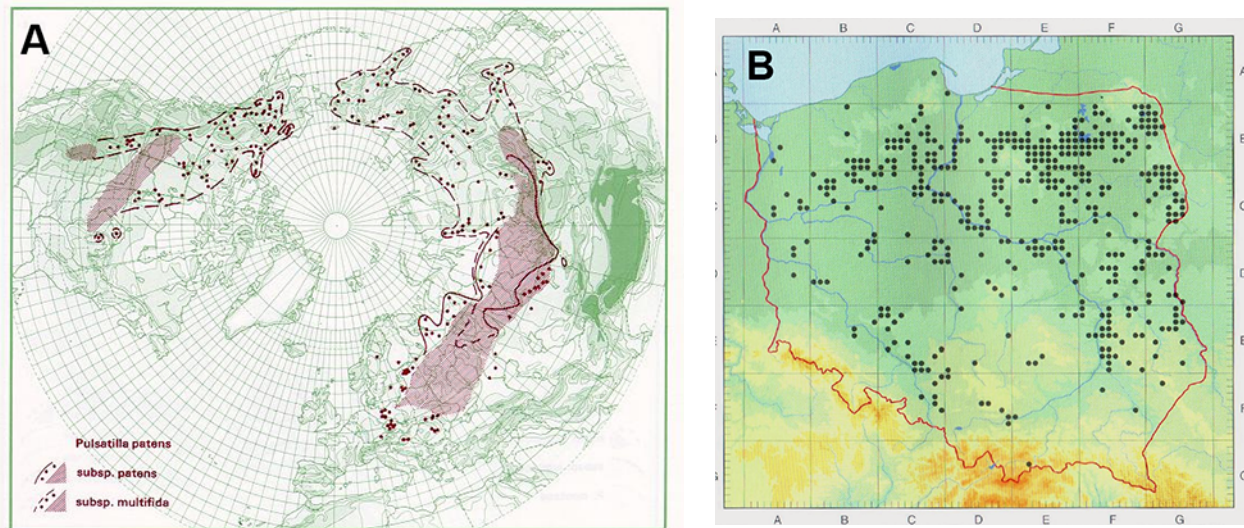 A
Pulsatilla patens
subsp. patens
subsp. multifida
B
A B C D E F G
A
B
C
D
E
F
A B C D E F G